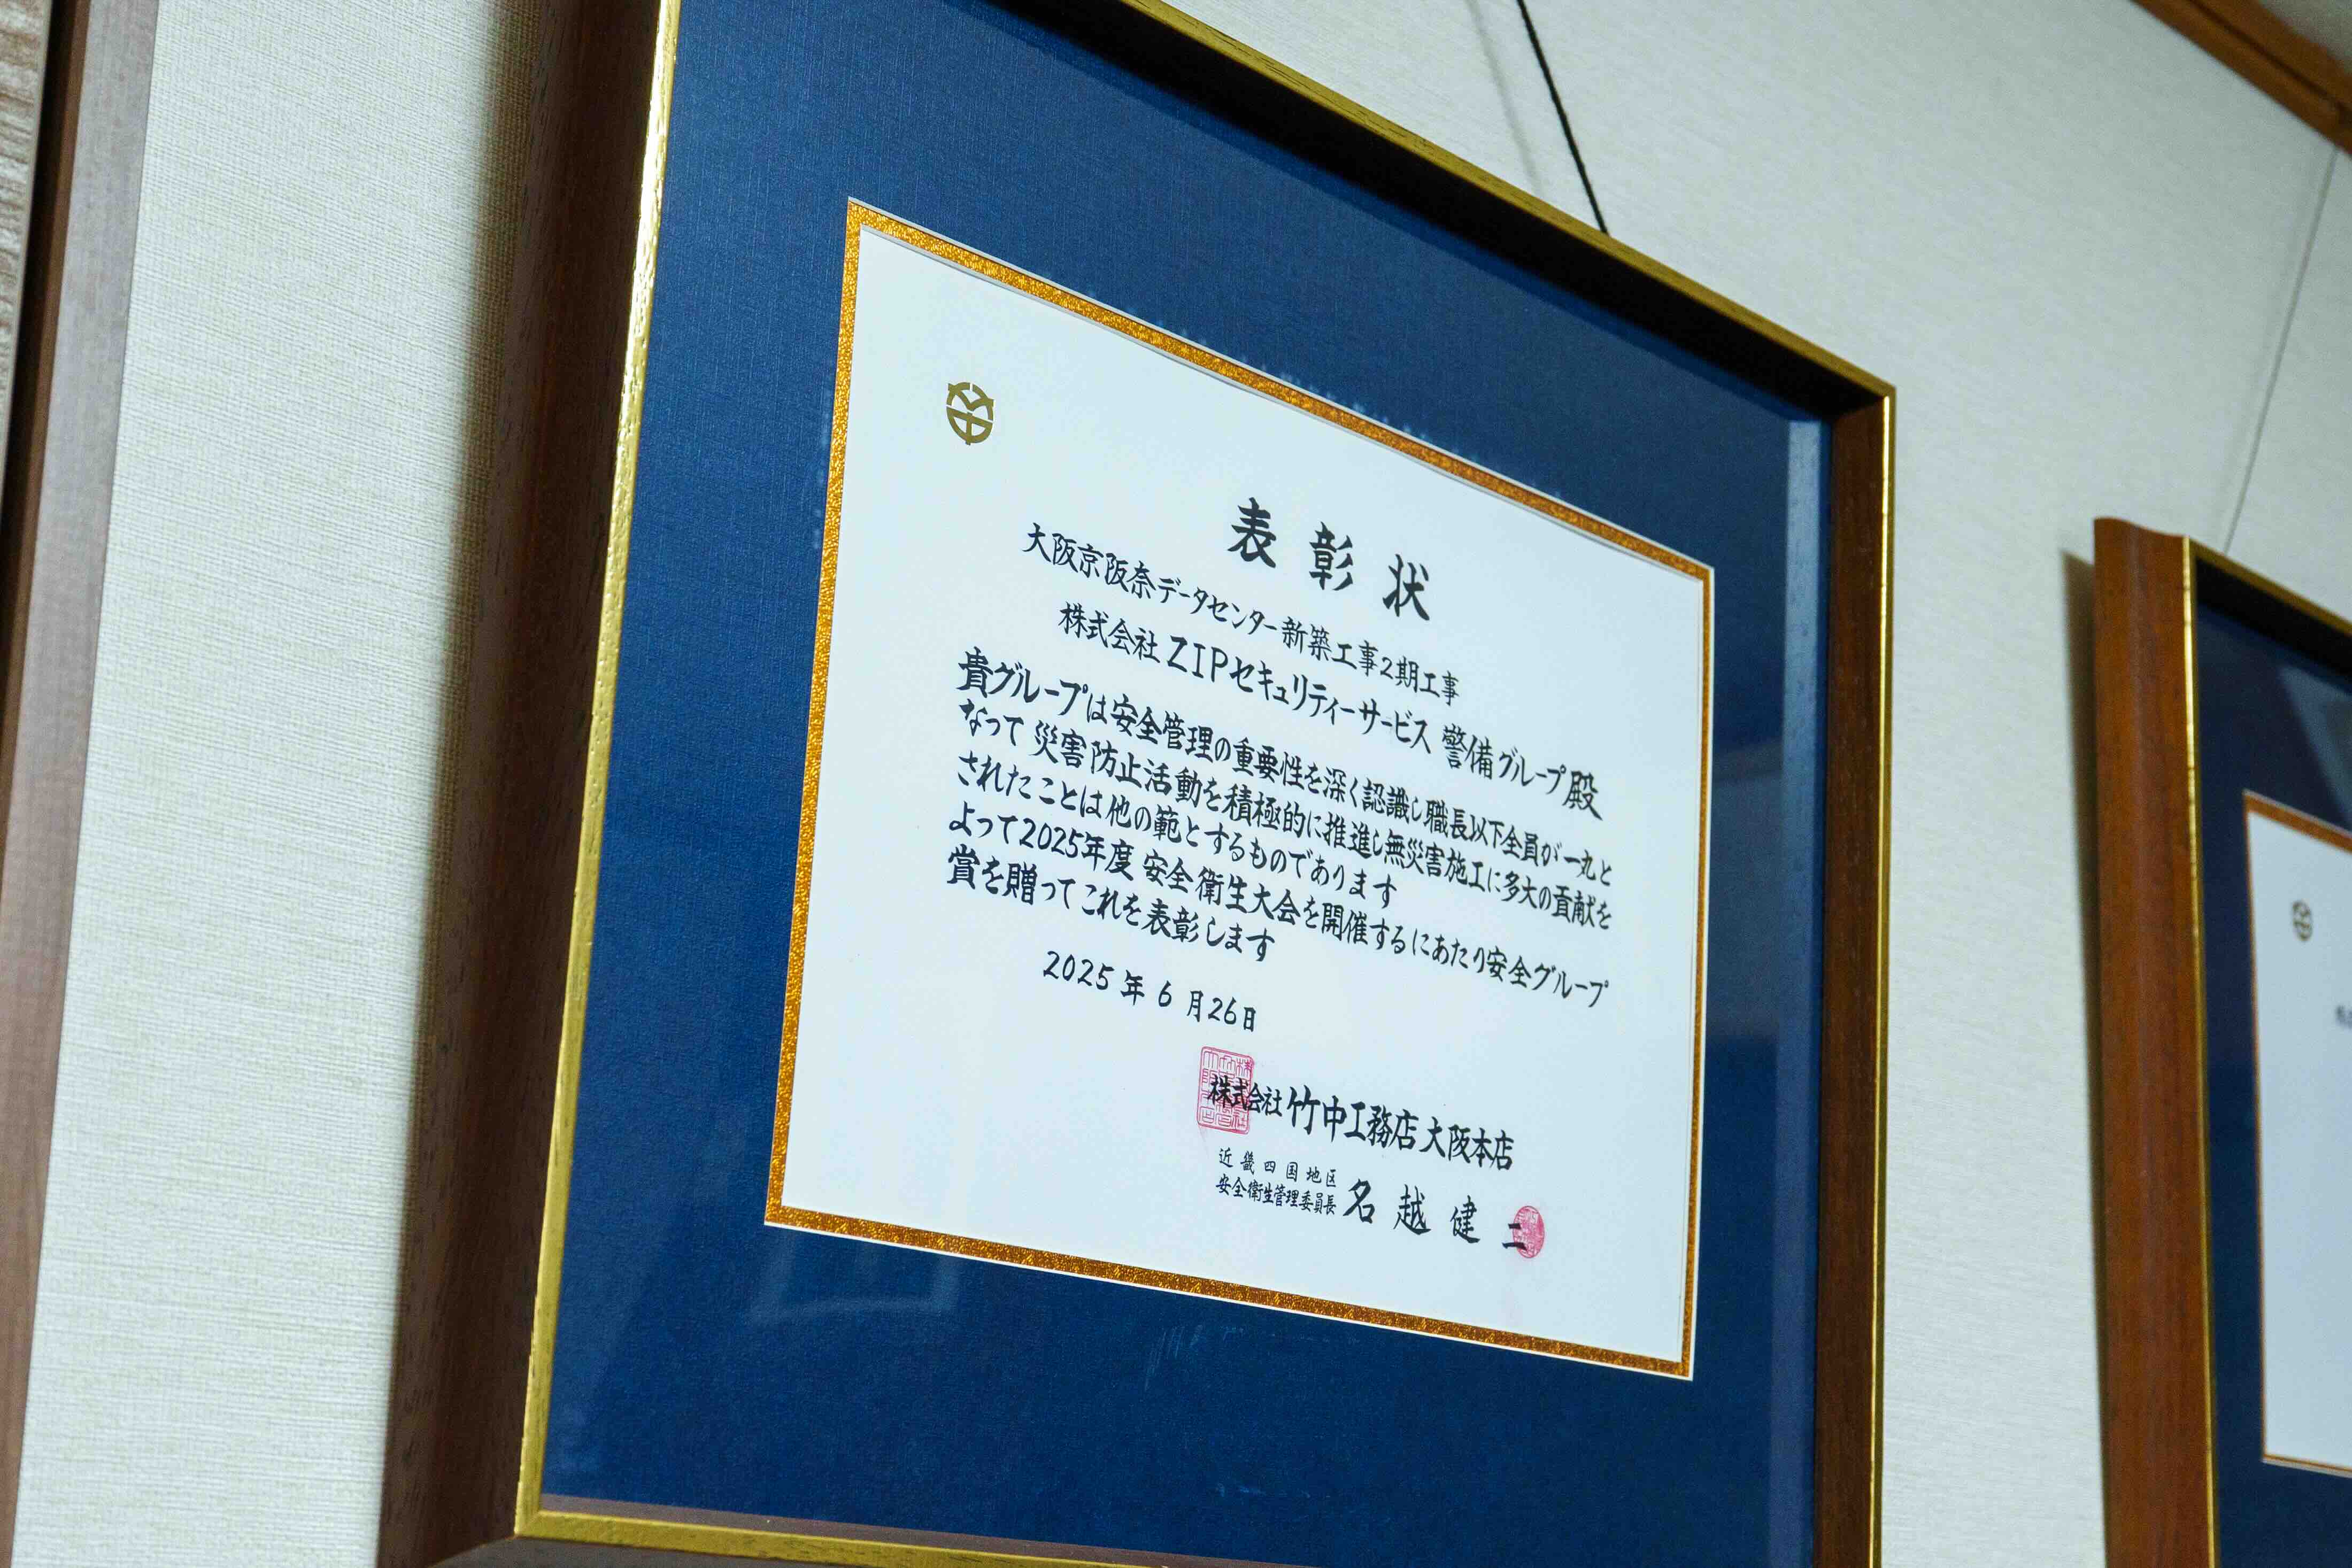 表彰状
大阪京阪奈データセンター新築工事2期工事
株式会社ZIPセキュリティーサービス 警備グループ殿
貴グループは安全管理の重要性を深く認識し職長以下全員が一丸と
なって災害防止活動を積極的に推進し無災害施工に多大の貢献を
されたことは他の範とするものであります
よって2025年度安全衛生大会を開催するにあたり安全グループ
賞を贈ってこれを表彰します
2025年6月26日
株式会社竹中工務店大阪本店
近畿四国地区
安全衛生管理委員長 名越健二